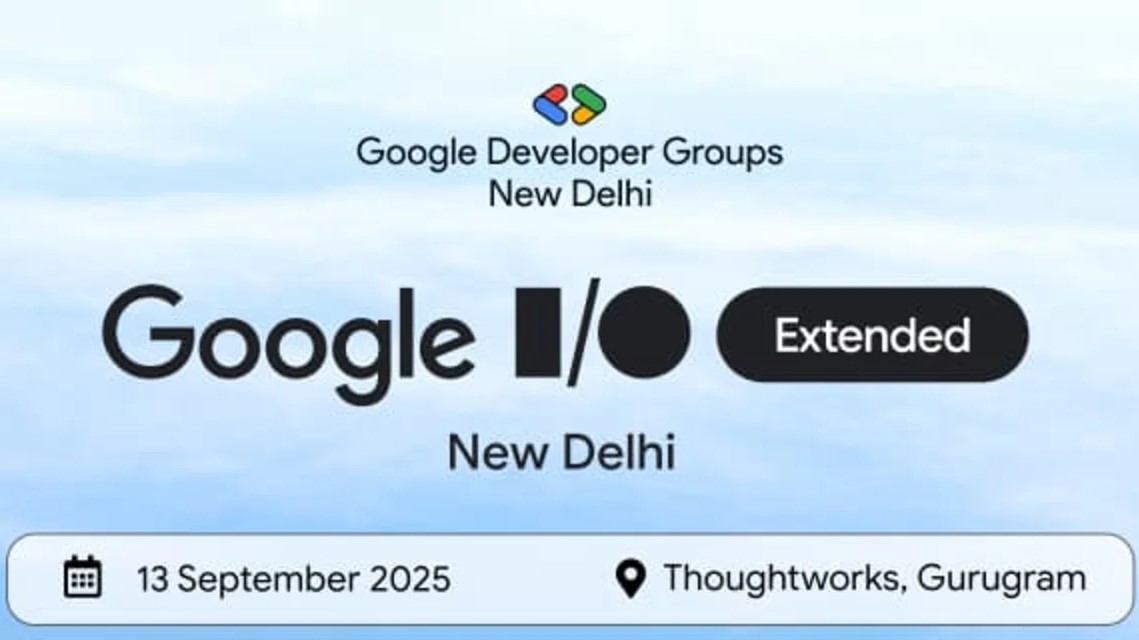 Google Developer Groups
New Delhi
Google I/O Extended
New Delhi
13 September 2025
Thoughtworks, Gurugram